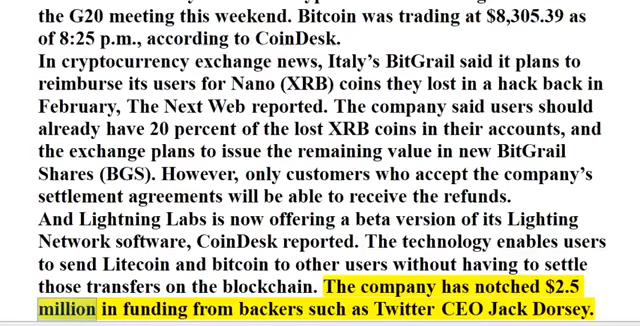 the G20 meeting this weekend. Bitcoin was trading at $8,305.39 as
of 8:25 p.m., according to CoinDesk.
In cryptocurrency exchange news, Italy's BitGrail said it plans to
reimburse its users for Nano (XRB) coins they lost in a hack back in
February, The Next Web reported. The company said users should
already have 20 percent of the lost XRB coins in their accounts, and
the exchange plans to issue the remaining value in new BitGrail
Shares (BGS). However, only customers who accept the company's
settlement agreements will be able to receive the refunds.
And Lightning Labs is now offering a beta version of its Lighting
Network software, CoinDesk reported. The technology enables users
to send Litecoin and bitcoin to other users without having to settle
those transfers on the blockchain. The company has notched $2.5
million in funding from backers such as Twitter CEO Jack Dorsey.